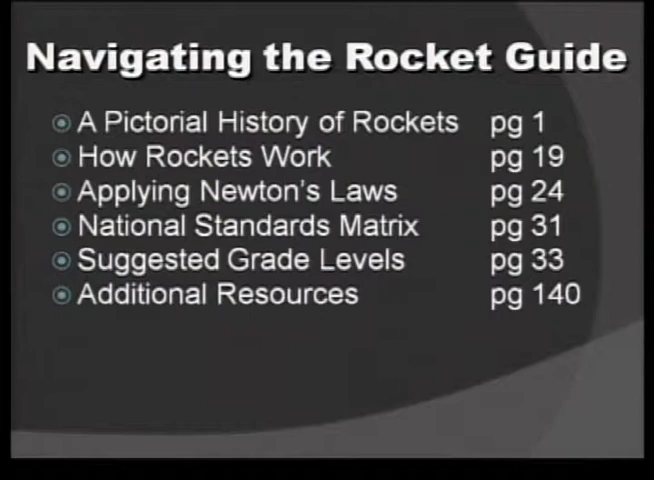 Navigating the Rocket Guide
A Pictorial History of Rockets pg 1
How Rockets Work pg 19
Applying Newton's Laws pg 24
National Standards Matrix pg 31
Suggested Grade Levels pg 33
Additional Resources pg 140